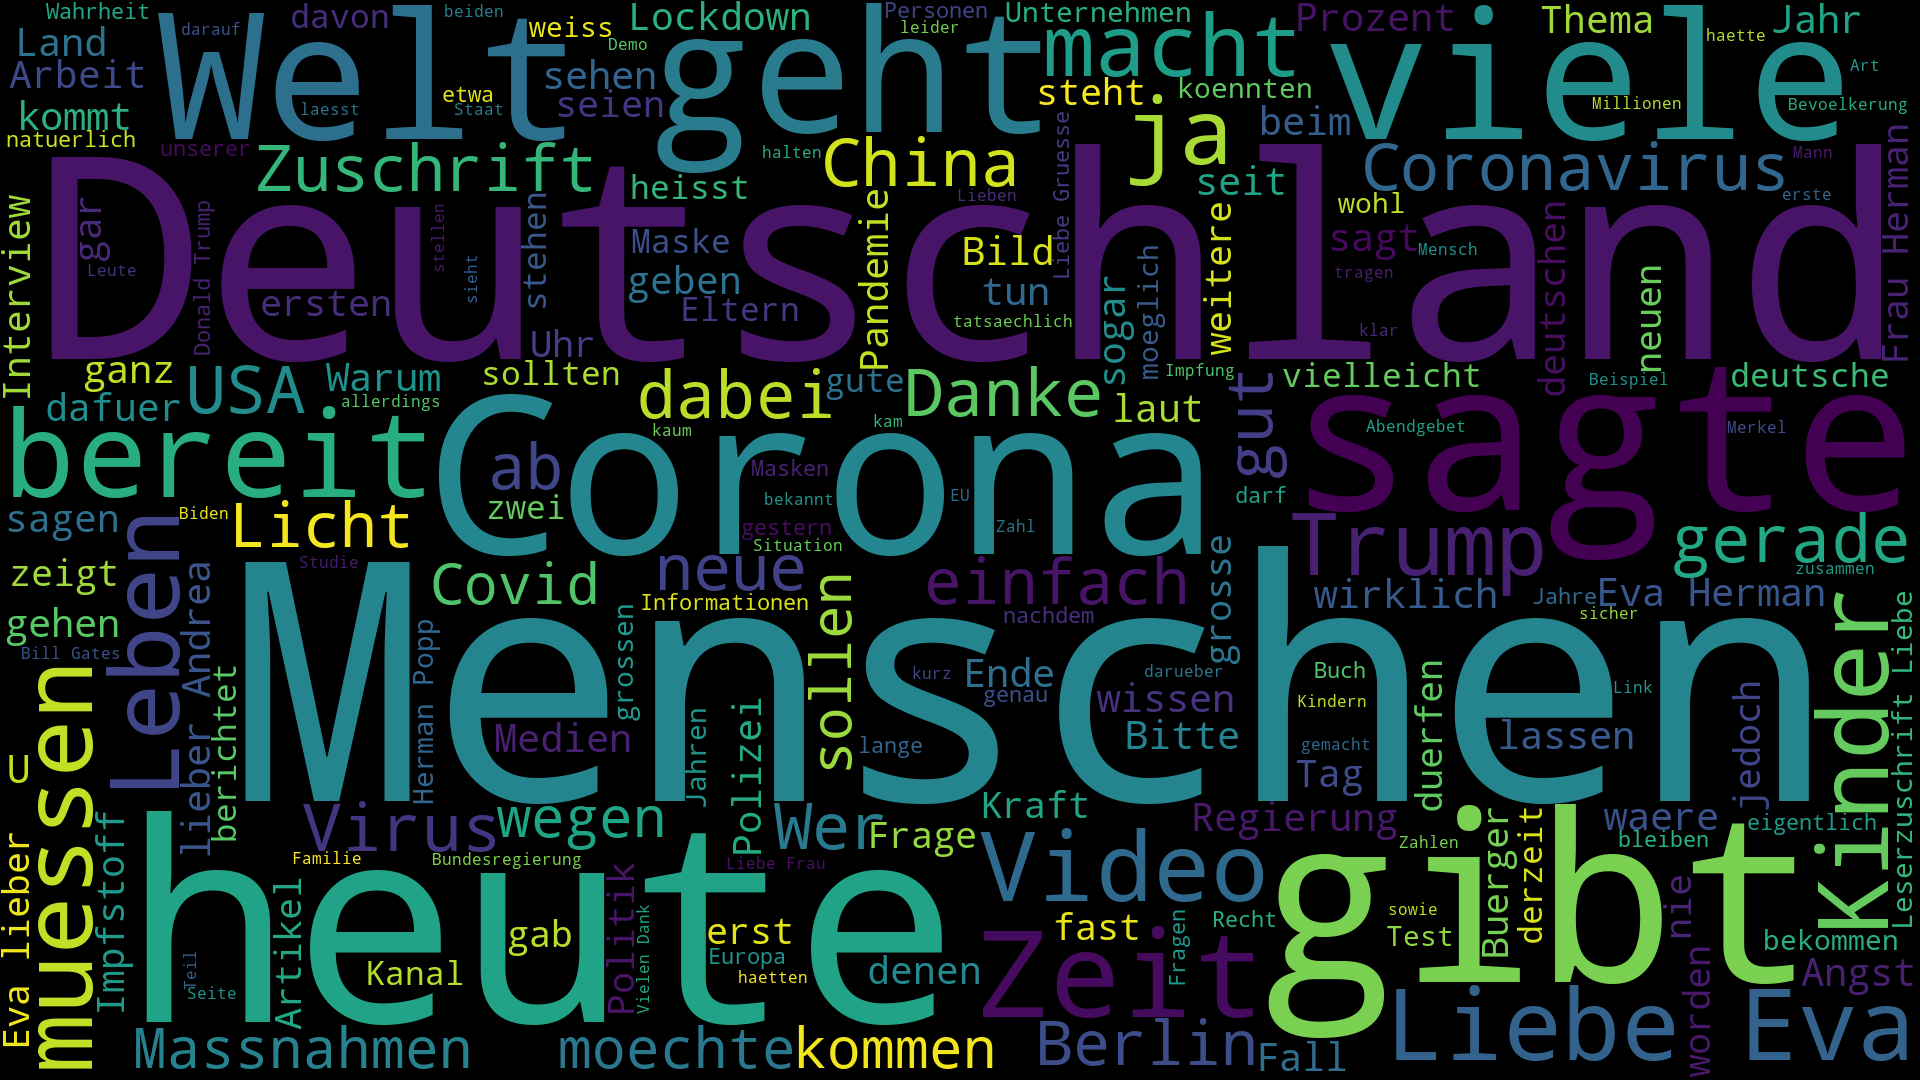 Wahrheit
darauf
davon
beiden
weiss
Demo
Lockdown
Personen
leider
Unternehmen
Prozent
Thema
haette
Jahr
Land
Welt
geht
macht
viele
Art
Arbeit
laesst
etwa
Staat
sehen
seien
steht
koennten
Millionen
Bevoelkerung
kommt
natuerlich
unserer
Zuschrift
halten
China
ja
beim
Coronavirus
Mann
Deutschland
heisst
Lieben
Liebe Gruesse
seit
wohl
erste
Interview
gar
Leute
Donald Trump
ersten
stellen
sieht
stehen
Maske
geben
Eltern
Pandemie
Bild
tun
tatsaechlich
sogar
moeglich
weitere
sagt
Mensch
tragen
klar
deutschen
neuen
Frau Herman
Uhr
ganz
USA
Warum
sollten
dabei
gute
Danke
Impfung
vielleicht
Beispiel
deutsche
dafuer
allerdings
kaum
kam
laut
gut
Abendgebet
Merkel
sagte
bereit
Corona
ab
Masken
bekannt
EU
darf
zwei
gestern
Zahl
sagen
Biden
Licht
Situation
Trump
gerade
Leben
Studie
Covid
neue
einfach
zusammen
zeigt
Informationen
nachdem
grosse
wirklich
Jahre
Eva Herman
sicher
gehen
Bill Gates
lieber Andrea
Menschen
Herman Popp
grossen
sollen
kurz
Ende
genau
darueber
wissen
Buch
Kindern
Link
Kinder
Leserzuschrift Liebe
muessen
berichtet
Medien
Jahren
Polizei
lange
Bitte
gemacht
duerfen
lassen
jedoch
Tag
c
Virus
wegen
Wer
Frage
Kraft
Regierung
Zahlen
Buerger
waere
bleiben
eigentlich
Eva lieber
Impfstoff
heute
Familie
Bundesregierung
Liebe Frau
Video
gibt
derzeit
Artikel
gab
Politik
Vielen Dank
erst
fast
Fragen
Recht
sowie
Test
nie
bekommen
Teil
Seite
Kanal
Europa
haetten
denen
Zeit
worden
Angst
Massnahmen
moechte
kommen
Berlin
Fall
Liebe Eva